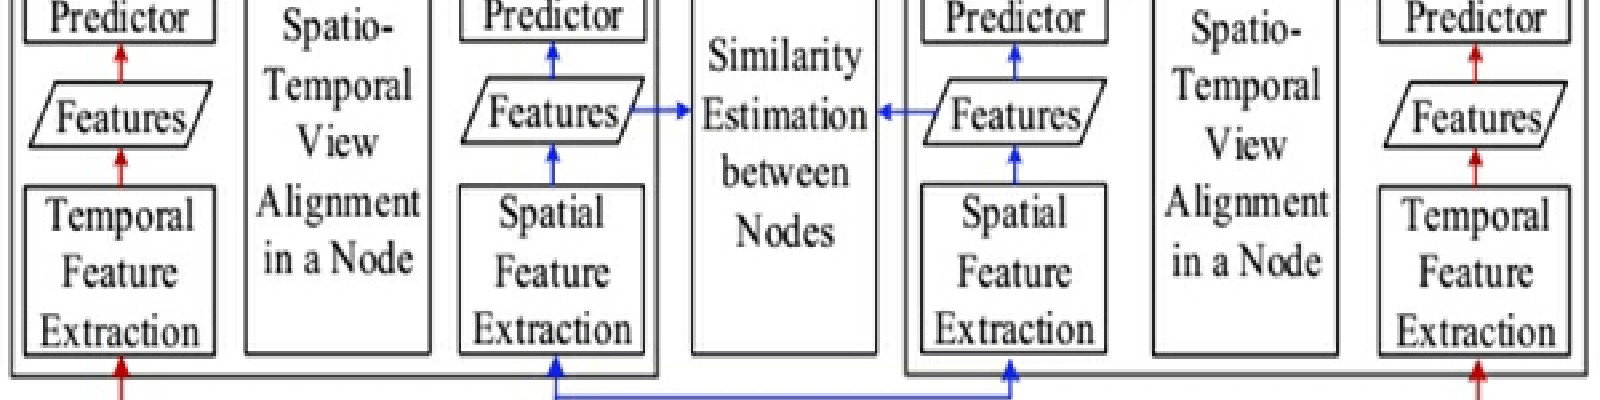 Predictor
Features
Temporal
Feature
Extraction
Spatio-
Temporal
View
Alignment
in a Node
Predictor
Features
Spatial
Feature
Extraction
Similarity
Estimation
between
Nodes
Predictor
Features
Spatial
Feature
Extraction
Spatio-
Temporal
View
Alignment
in a Node
Predictor
Features
Temporal
Feature
Extraction